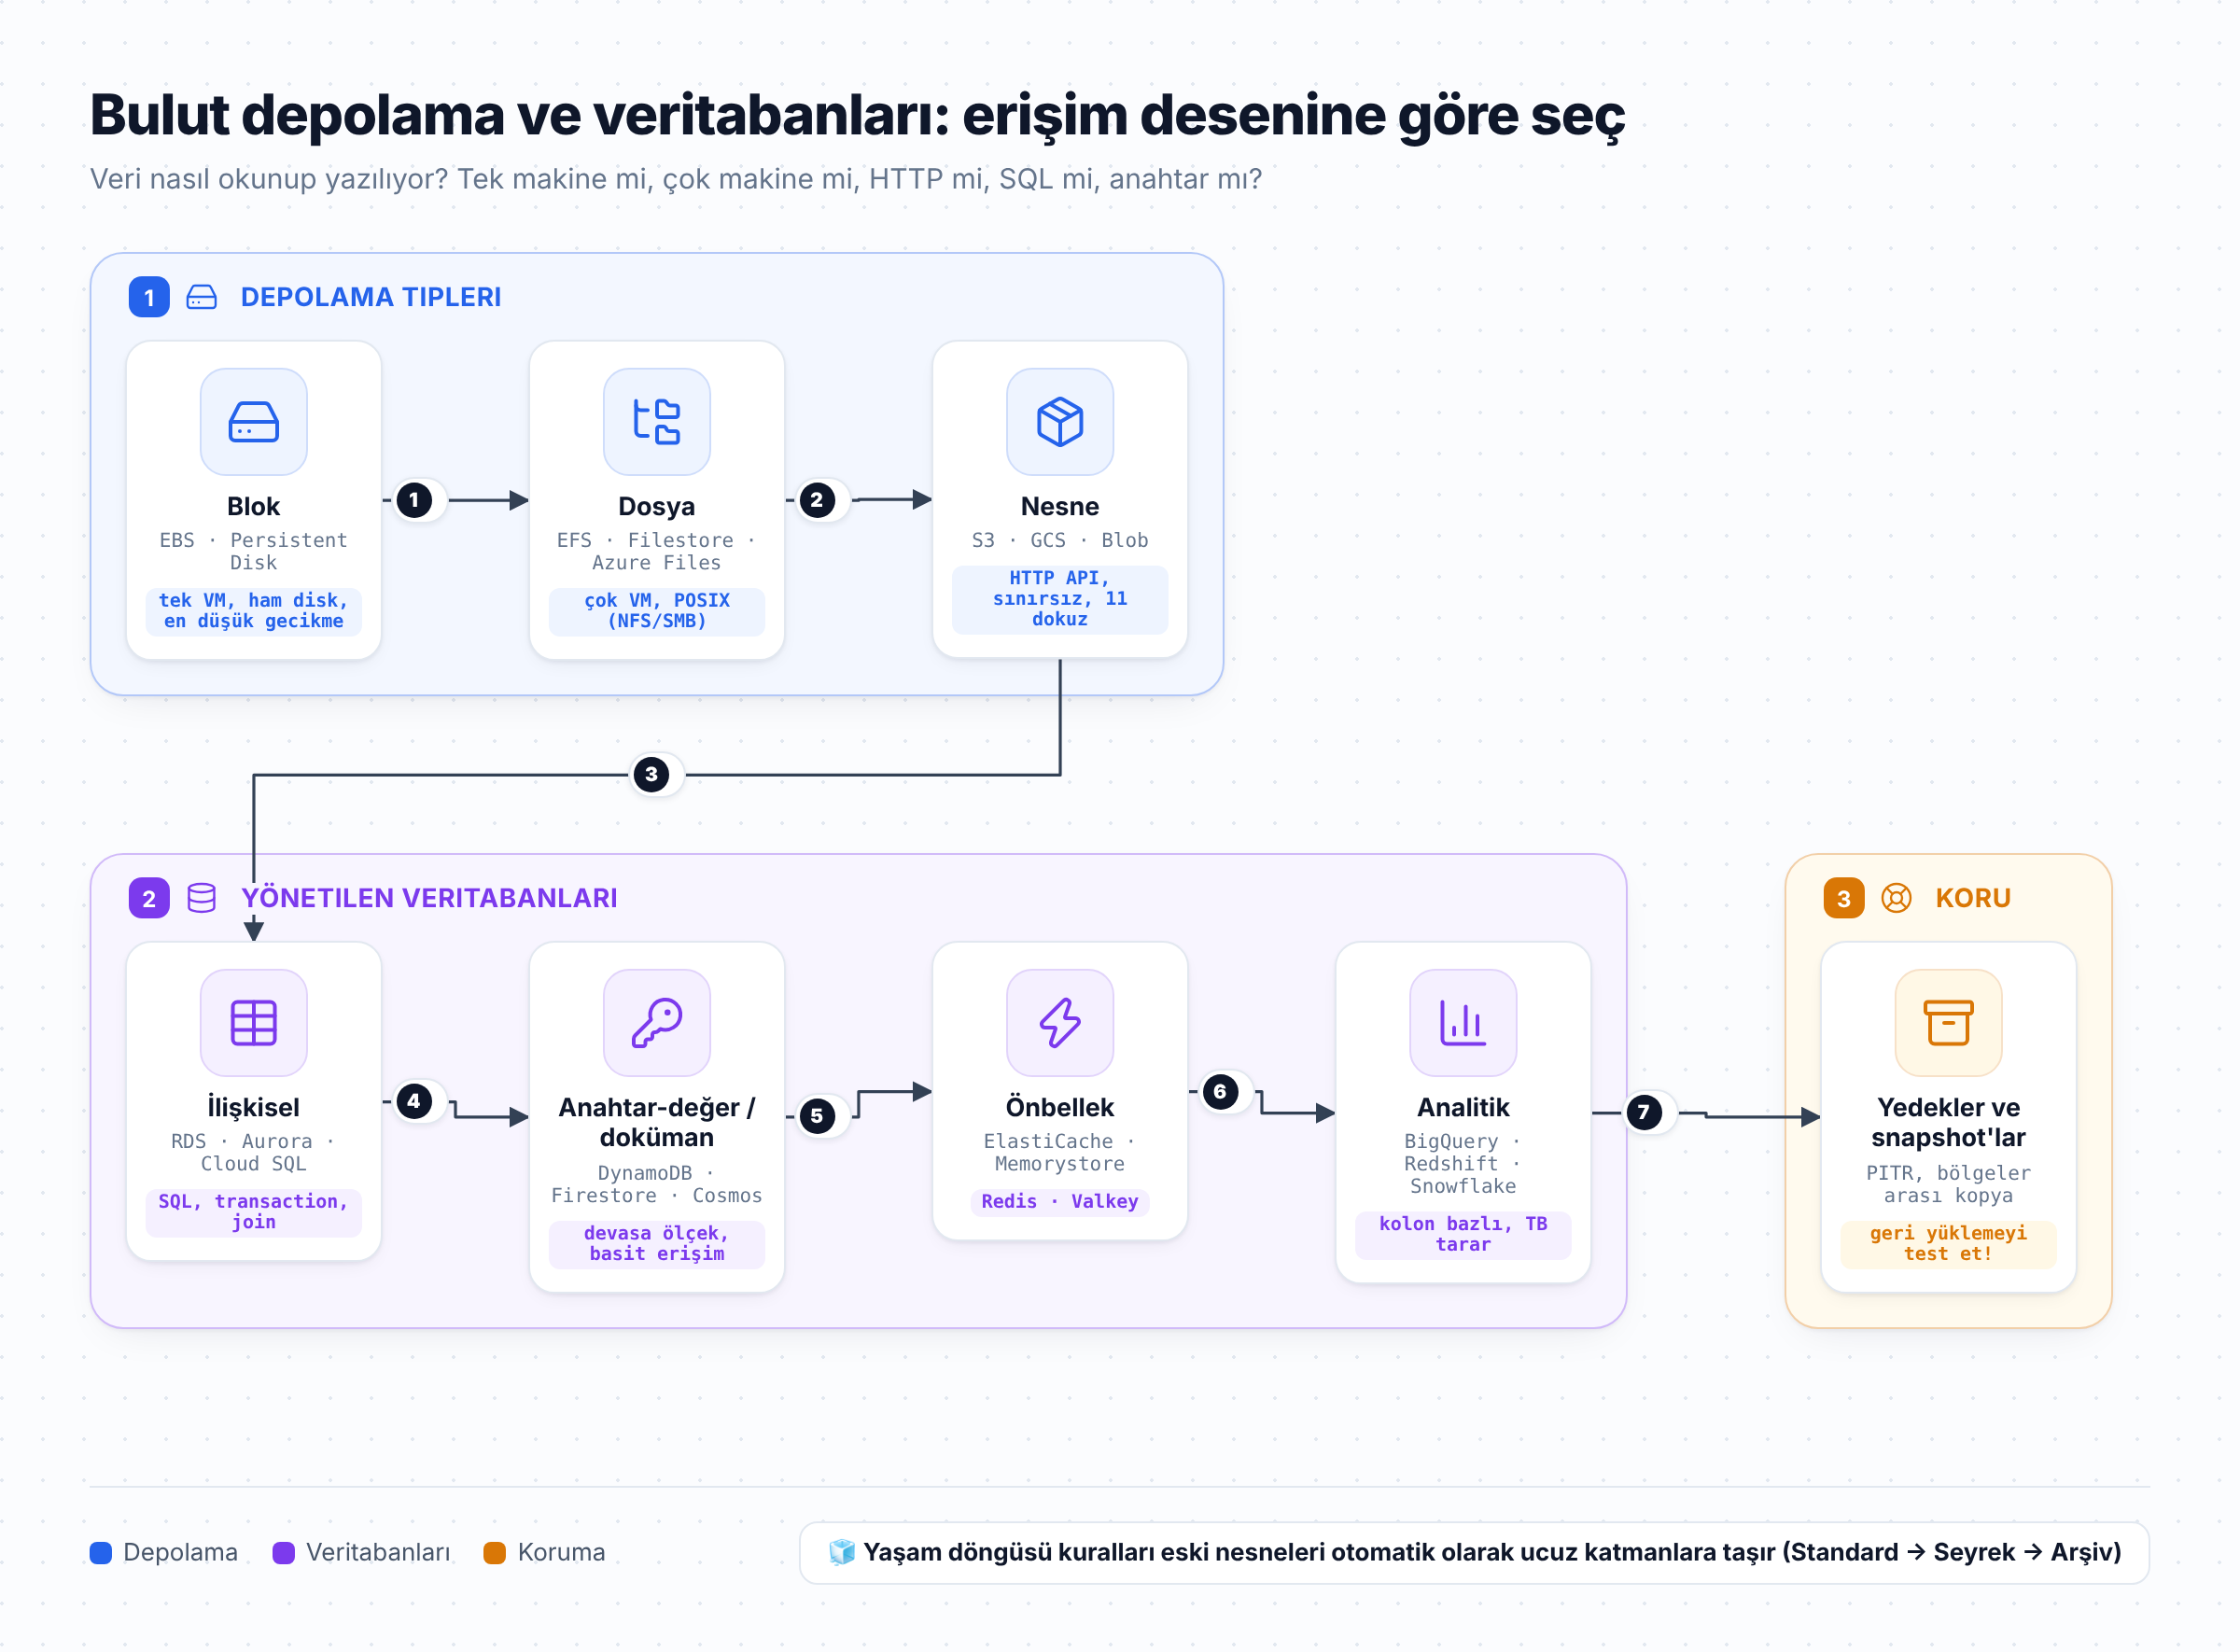 Bulut depolama ve veritabanları: erişim desenine göre seç
Veri nasıl okunup yazılıyor? Tek makine mi, çok makine mi, HTTP mi, SQL mi, anahtar mı?
1 DEPOLAMA TIPLERI
Blok
EBS · Persistent
Disk
tek VM, ham disk,
en düşük gecikme
1
Dosya
EFS · Filestore ·
Azure Files
çok VM, POSIX
(NFS/SMB)
2
Nesne
S3 · GCS · Blob
HTTP API,
sınırsız, 11
dokuz
3
2 YÖNETILEN VERITABANLARI
İlişkisel
RDS · Aurora ·
Cloud SQL
SQL, transaction,
join
4
Anahtar-değer /
doküman
DynamoDB ·
Firestore · Cosmos
devasa ölçek,
basit erişim
5
Önbellek
ElastiCache ·
Memorystore
Redis · Valkey
6
Analitik
BigQuery ·
Redshift ·
Snowflake
kolon bazlı, TB
tarar
7
3 KORU
Yedekler ve
snapshot'lar
PITR, bölgeler
arası kopya
geri yüklemeyi
test et!
Depolama
Veritabanları
Koruma
🧊 Yaşam döngüsü kuralları eski nesneleri otomatik olarak ucuz katmanlara taşır (Standard → Seyrek → Arşiv)